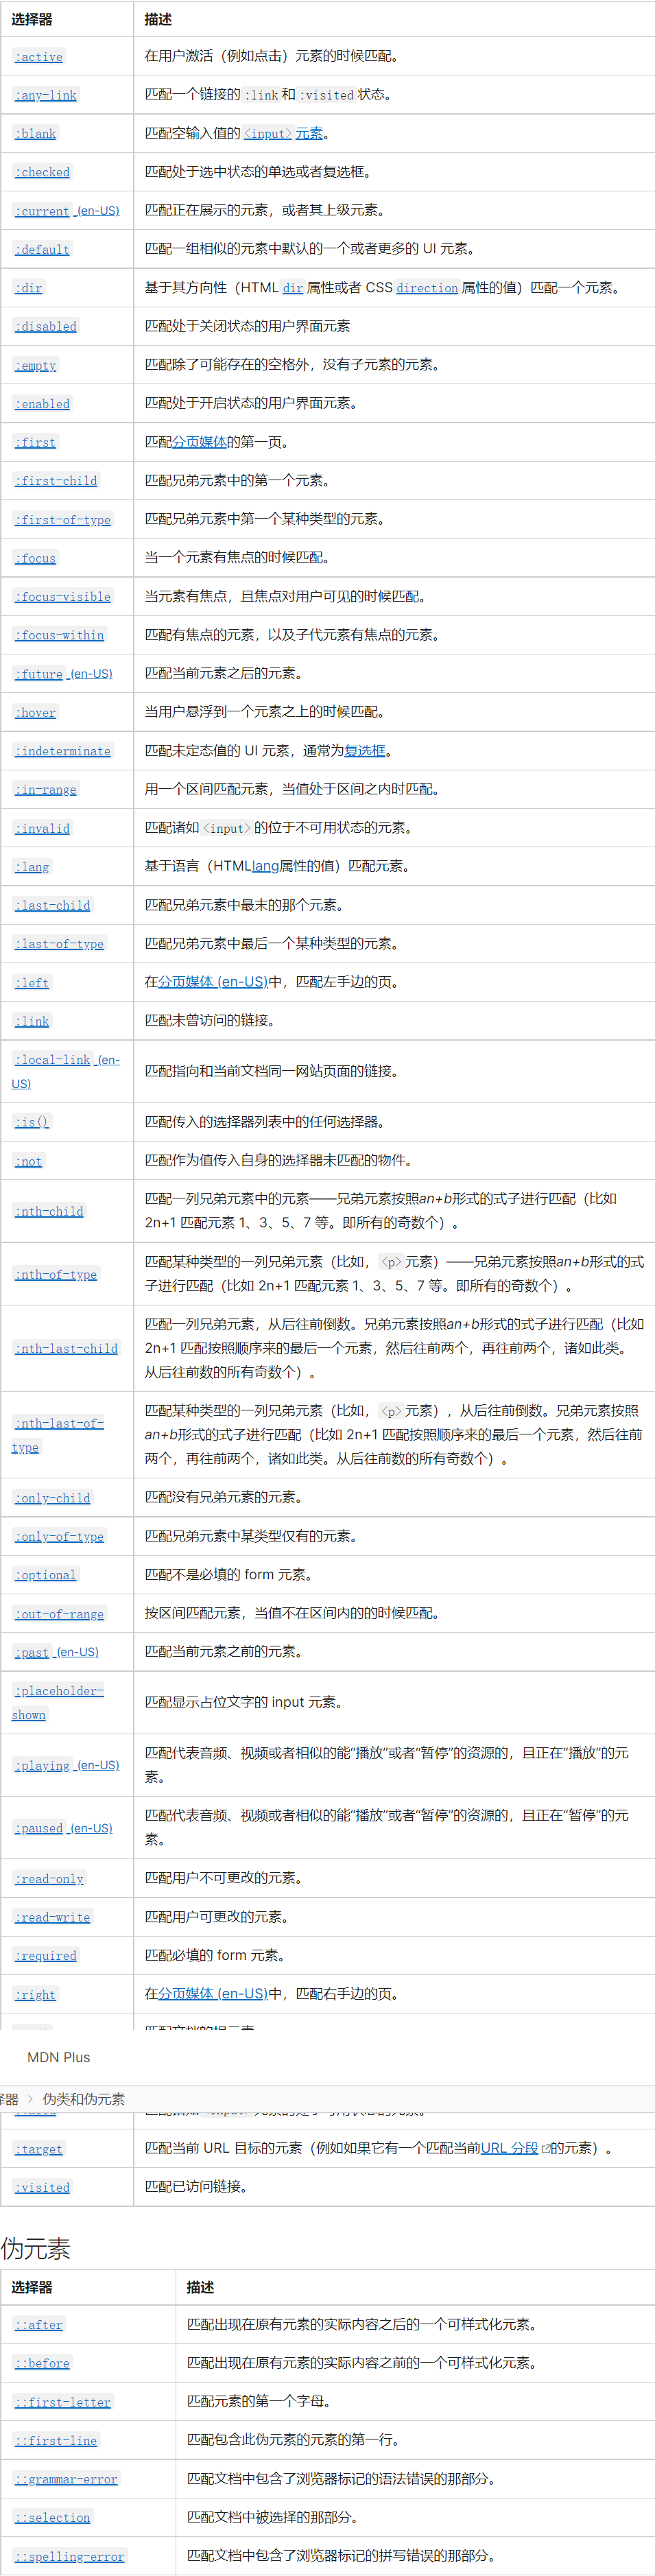 选择器 描述
:active 在用户激活（例如点击）元素的时候匹配。
:any-link 匹配一个链接的 :link 和 :visited 状态。
:blank 匹配空输入值的 <input> 元素。
:checked 匹配处于选中状态的单选或者复选框。
:current (en-US) 匹配正在展示的元素，或者其上级元素。
:default 匹配一组相似的元素中默认的一个或者更多的 UI 元素。
:dir 基于其方向性（HTML dir 属性或者 CSS direction 属性的值）匹配一个元素。
:disabled 匹配处于关闭状态的用户界面元素
:empty 匹配除了可能存在的空格外，没有子元素的元素。
:enabled 匹配处于开启状态的用户界面元素。
:first 匹配分页媒体的第一页。
:first-child 匹配兄弟元素中的第一个元素。
:first-of-type 匹配兄弟元素中第一个某种类型的元素。
:focus 当一个元素有焦点的时候匹配。
:focus-visible 当元素有焦点，且焦点对用户可见的时候匹配。
:focus-within 匹配有焦点的元素，以及子代元素有焦点的元素。
:future (en-US) 匹配当前元素之后的元素。
:hover 当用户悬浮到一个元素之上的时候匹配。
:indeterminate 匹配未定态值的 UI 元素，通常为复选框。
:in-range 用一个区间匹配元素，当值处于区间之内时匹配。
:invalid 匹配诸如 <input> 的位于不可用状态的元素。
:lang 基于语言（HTMLlang属性的值）匹配元素。
:last-child 匹配兄弟元素中最末的那个元素。
:last-of-type 匹配兄弟元素中最后一个某种类型的元素。
:left 在分页媒体 (en-US)中，匹配左手边的页。
:link 匹配未曾访问的链接。
:local-link (en-
US)
匹配指向和当前文档同一网站页面的链接。
:is() 匹配传入的选择器列表中的任何选择器。
:not 匹配作为值传入自身的选择器未匹配的物件。
:nth-child
匹配一列兄弟元素中的元素——兄弟元素按照an+b形式的式子进行匹配（比如
2n+1 匹配元素 1、3、5、7 等。即所有的奇数个）。
:nth-of-type
匹配某种类型的一列兄弟元素（比如，<p>元素）——兄弟元素按照an+b形式的式
子进行匹配（比如 2n+1 匹配元素 1、3、5、7 等。即所有的奇数个）。
:nth-last-child
匹配一列兄弟元素，从后往前倒数。兄弟元素按照an+b形式的式子进行匹配（比如
2n+1 匹配按照顺序来的最后一个元素，然后往前两个，再往前两个，诸如此类。
从后往前数的所有奇数个）。
:nth-last-of-
type
匹配某种类型的一列兄弟元素（比如，<p>元素），从后往前倒数。兄弟元素按照
an+b形式的式子进行匹配（比如 2n+1 匹配按照顺序来的最后一个元素，然后往前
两个，再往前两个，诸如此类。从后往前数的所有奇数个）。
:only-child 匹配没有兄弟元素的元素。
:only-of-type 匹配兄弟元素中某类型仅有的元素。
:optional 匹配不是必填的 form 元素。
:out-of-range 按区间匹配元素，当值不在区间内的的时候匹配。
:past (en-US) 匹配当前元素之前的元素。
:placeholder-
shown
匹配显示占位文字的 input 元素。
:playing (en-US)
匹配代表音频、视频或者相似的能“播放”或者“暂停”的资源的，且正在“播放”的元
素。
:paused (en-US)
匹配代表音频、视频或者相似的能“播放”或者“暂停”的资源的，且正在“暂停”的元
素。
:read-only 匹配用户不可更改的元素。
:read-write 匹配用户可更改的元素。
:required 匹配必填的 form 元素。
:right 在分页媒体 (en-US)中，匹配右手边的页。
MDN Plus
择器 > 伪类和伪元素
:target 匹配当前 URL 目标的元素（例如如果它有一个匹配当前URL 分段的元素）。
:visited 匹配已访问链接。
伪元素
选择器 描述
::after 匹配出现在原有元素的实际内容之后的一个可样式化元素。
::before 匹配出现在原有元素的实际内容之前的一个可样式化元素。
::first-letter 匹配元素的第一个字母。
::first-line 匹配包含此伪元素的元素的第一行。
::grammar-error 匹配文档中包含了浏览器标记的语法错误的那部分。
::selection 匹配文档中被选择的那部分。
::spelling-error 匹配文档中包含了浏览器标记的拼写错误的那部分。